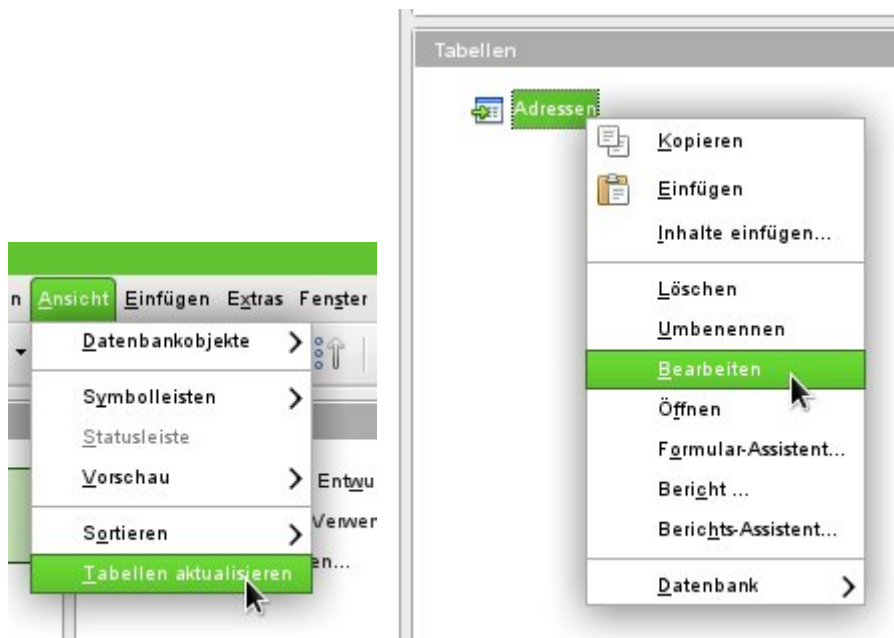 n Ansicht Einfügen Extras Fenster
Datenbankobjekte
Symbolleisten
Statusleiste
Vorschau
Entwu
Sortieren
Verwen
Tabellen aktualisieren
en...
Tabellen
Adressen
Kopieren
Einfügen
Inhalte einfügen...
Löschen
Umbenennen
Bearbeiten
Öffnen
Formular-Assistent...
Bericht ...
Berichts-Assistent...
Datenbank